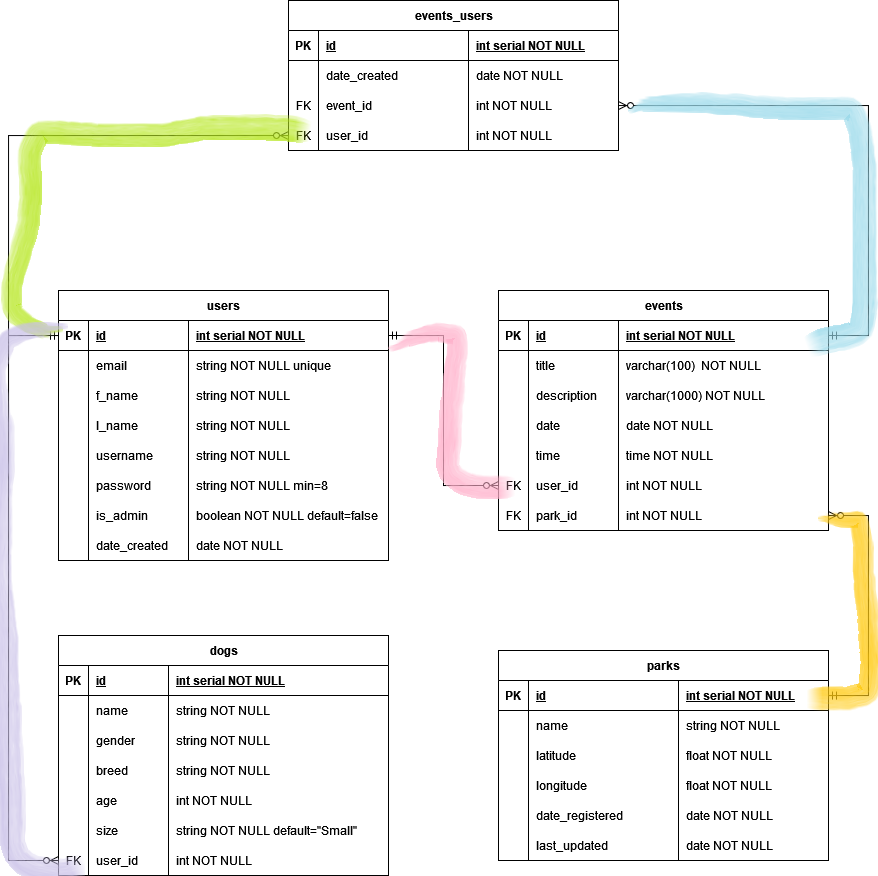 events_users
PK id int serial NOT NULL
date_created date NOT NULL
FK event_id int NOT NULL
FK user_id int NOT NULL
users
PK id int serial NOT NULL
email string NOT NULL unique
f_name string NOT NULL
l_name string NOT NULL
username string NOT NULL
password string NOT NULL min=8
is_admin boolean NOT NULL default=false
date_created date NOT NULL
events
PK id int serial NOT NULL
title varchar(100) NOT NULL
description varchar(1000) NOT NULL
date date NOT NULL
time time NOT NULL
FK user_id int NOT NULL
FK park_id int NOT NULL
dogs
PK id int serial NOT NULL
name string NOT NULL
gender string NOT NULL
breed string NOT NULL
age int NOT NULL
size string NOT NULL default="Small"
FK user_id int NOT NULL
parks
PK id int serial NOT NULL
name string NOT NULL
latitude float NOT NULL
longitude float NOT NULL
date_registered date NOT NULL
last_updated date NOT NULL